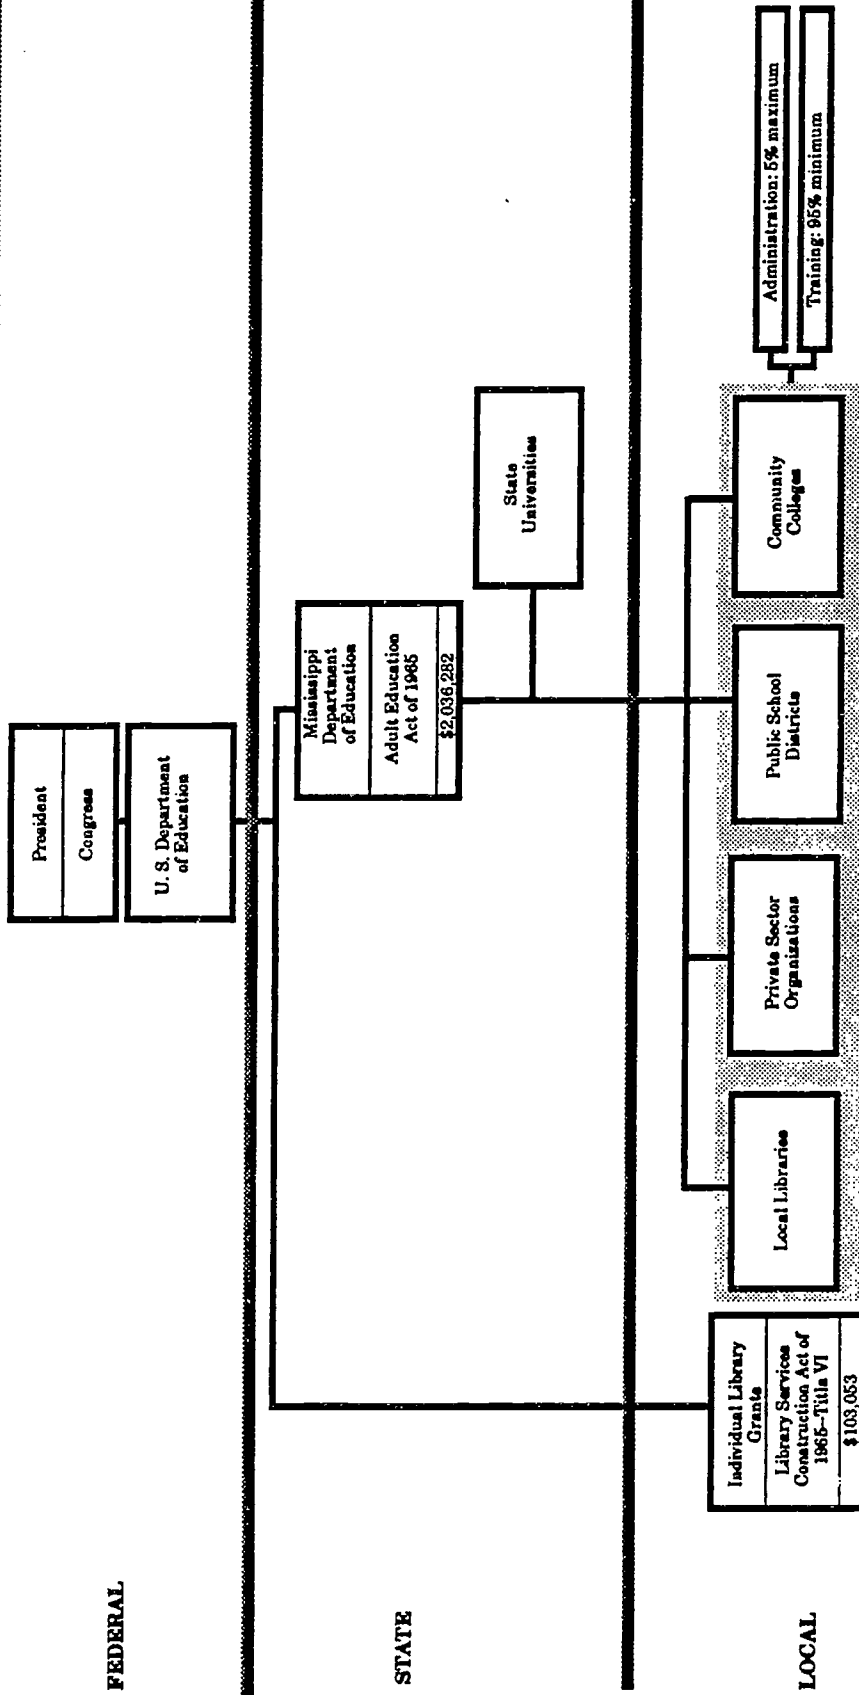 FEDERAL
President
Congress
U. S. Department
of Education
STATE
Mississippi
Department
of Education
Adult Education
Act of 1965
$2,036,282
State
Universities
LOCAL
Individual Library
Grants
Library Services
Construction Act of
1965--Title VI
$103,053
Local Libraries
Private Sector
Organizations
Public School
Districts
Community
Colleges
Administration: 5% maximum
Training: 95% minimum